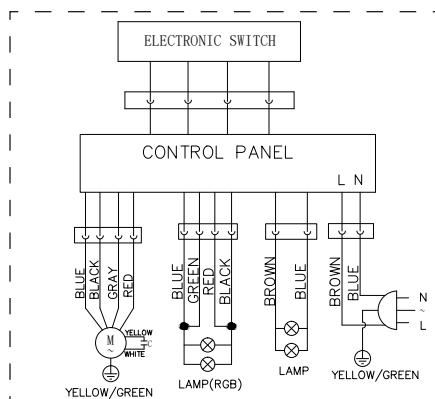 ELECTRONIC SWITCH
CONTROL PANEL
L N
BLUE
BLACK
GRAY
RED
BLUE
GREEN
RED
BLACK
BROWN
BLUE
BROWN
BLUE
N
~
L
M
~
YELLOW
C
WHITE
YELLOW/GREEN
LAMP(RGB)
LAMP
YELLOW/GREEN